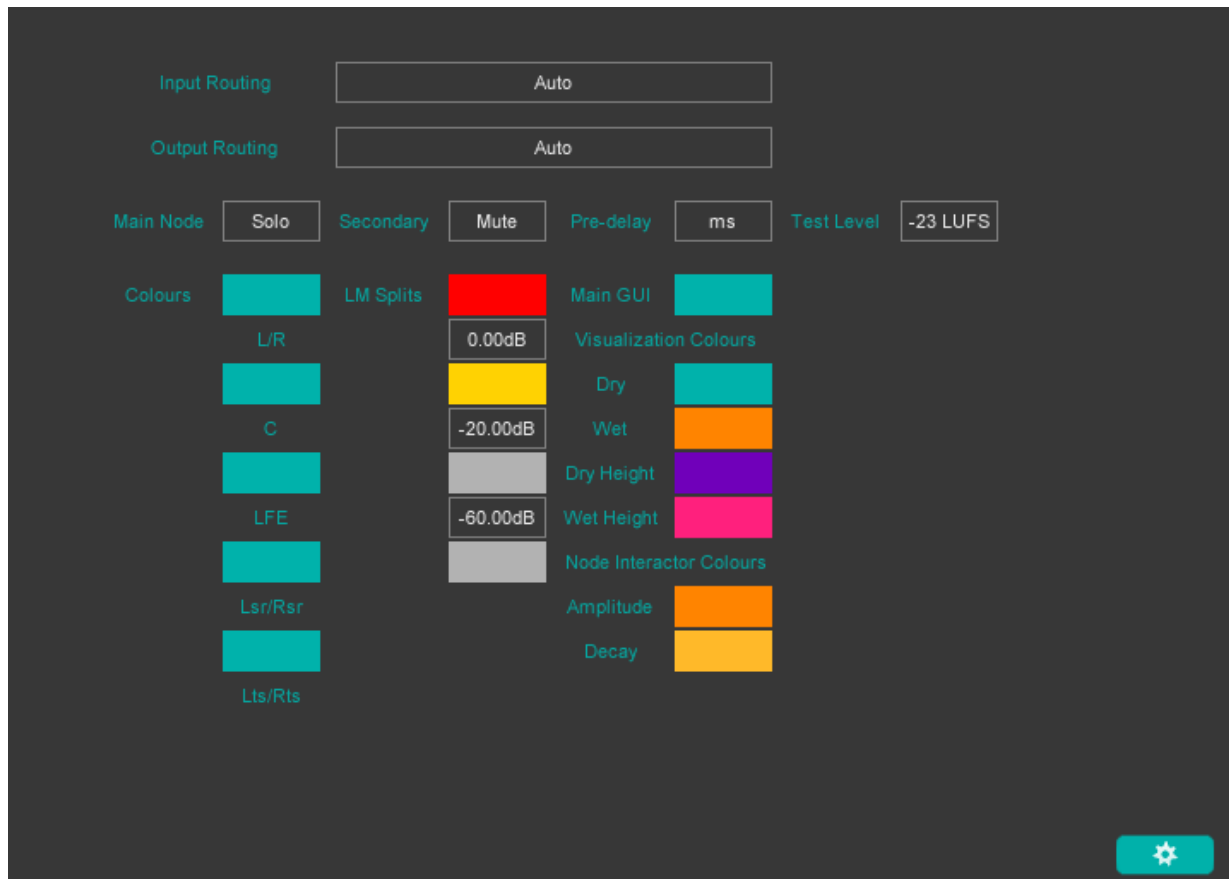 Input Routing Auto
Output Routing Auto
Main Node Solo Secondary Mute Pre-delay ms Test Level -23 LUFS
Colours LM Splits Main GUI
L/R 0.00dB Visualization Colours
Dry
C -20.00dB Wet
Dry Height
LFE -60.00dB Wet Height
Node Interactor Colours
Lsr/Rsr Amplitude
Decay
Lts/Rts